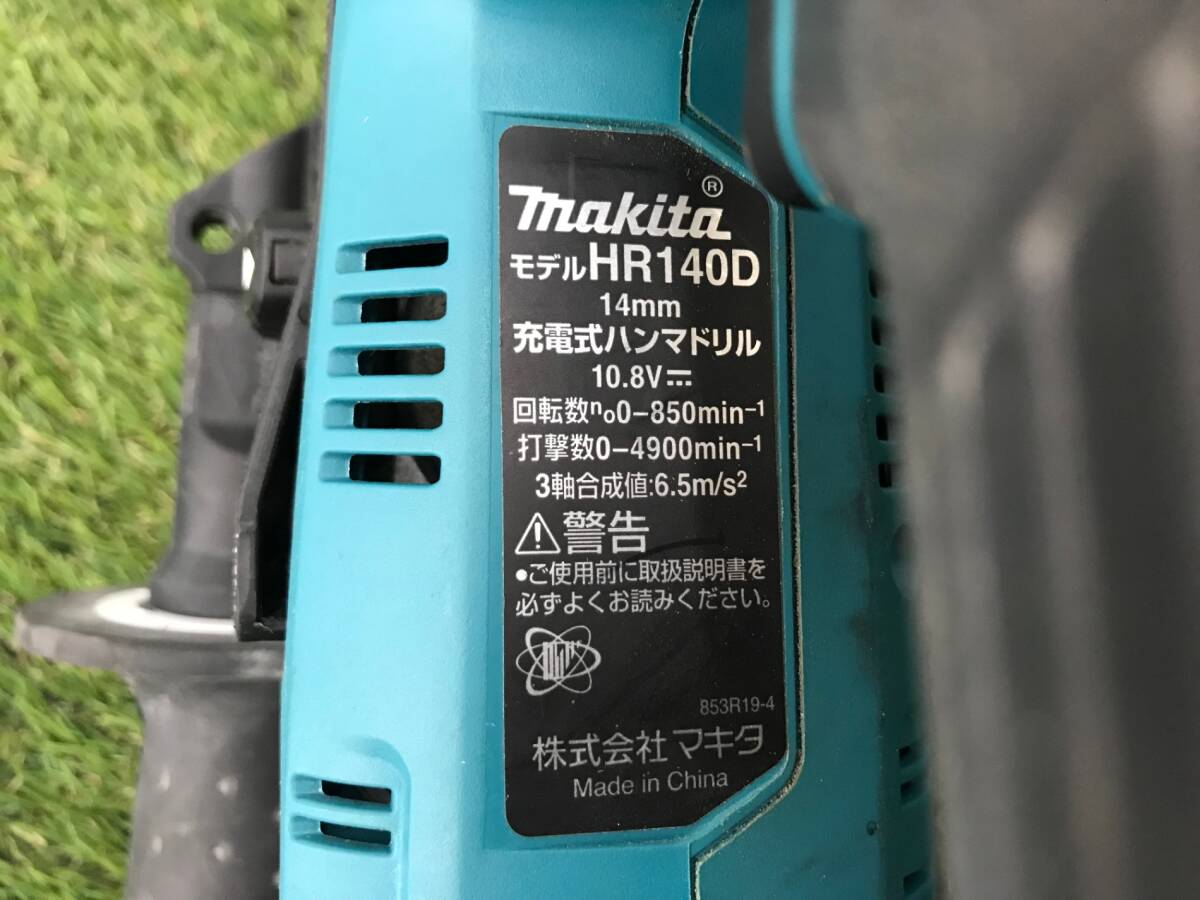 makita®
モデルHR140D
14mm
充電式ハンマドリル
10.8V⎓
回転数n₀0-850min⁻¹
打撃数0-4900min⁻¹
3軸合成値:6.5m/s²
⚠警告
•ご使用前に取扱説明書を
必ずよくお読みください。
853R19-4
株式会社マキタ
Made in China